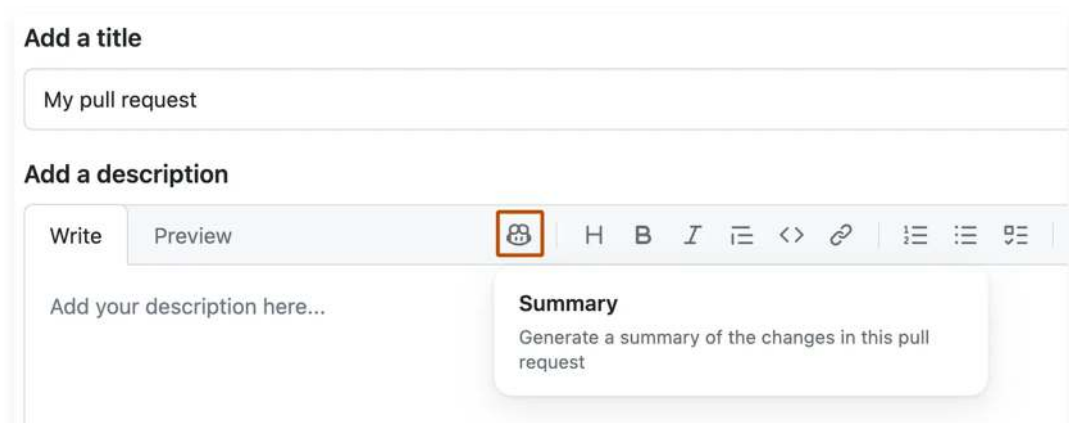 Add a title
My pull request
Add a description
Write Preview H B I <>
Add your description here...
Summary
Generate a summary of the changes in this pull
request